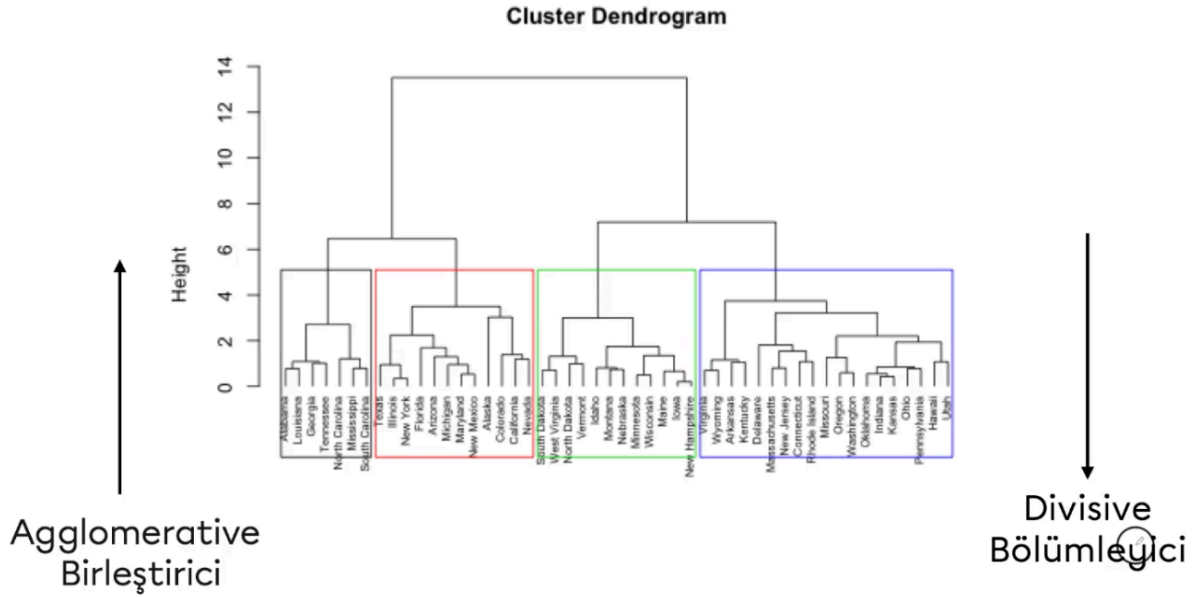 Cluster Dendrogram
Height
14
12
10
8
6
4
2
0
Alabama
Louisiana
Georgia
Tennessee
North Carolina
Mississippi
South Carolina
Texas
Illinois
New York
Florida
Arizona
Michigan
Maryland
New Mexico
Alaska
Colorado
California
Nevada
South Dakota
West Virginia
North Dakota
Vermont
Idaho
Montana
Nebraska
Minnesota
Wisconsin
Maine
Iowa
New Hampshire
Virginia
Wyoming
Arkansas
Kentucky
Delaware
Massachusetts
New Jersey
Connecticut
Rhode Island
Missouri
Oregon
Washington
Oklahoma
Indiana
Kansas
Ohio
Pennsylvania
Hawaii
Utah
Agglomerative
Birleştirici
Divisive
Bölümleyici